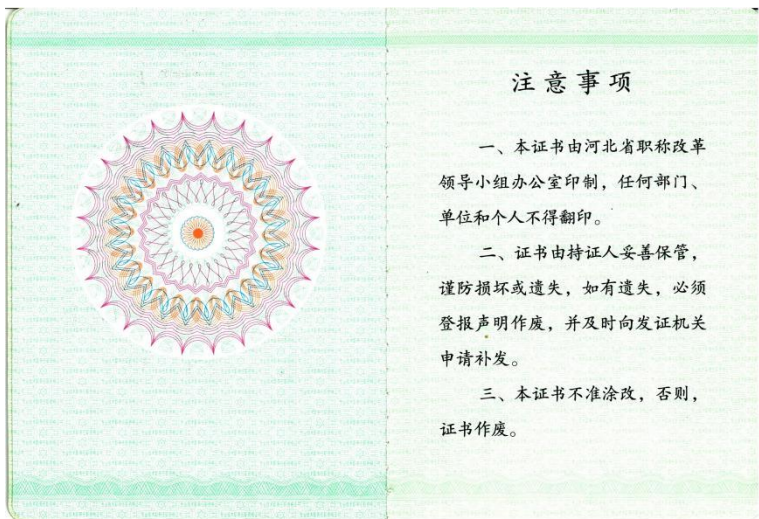 注意事项
一、本证书由河北省职称改革
领导小组办公室印制，任何部门、
单位和个人不得翻印。
二、证书由持证人妥善保管，
谨防损坏或遗失，如有遗失，必须
登报声明作废，并及时向发证机关
申请补发。
三、本证书不准涂改，否则，
证书作废。